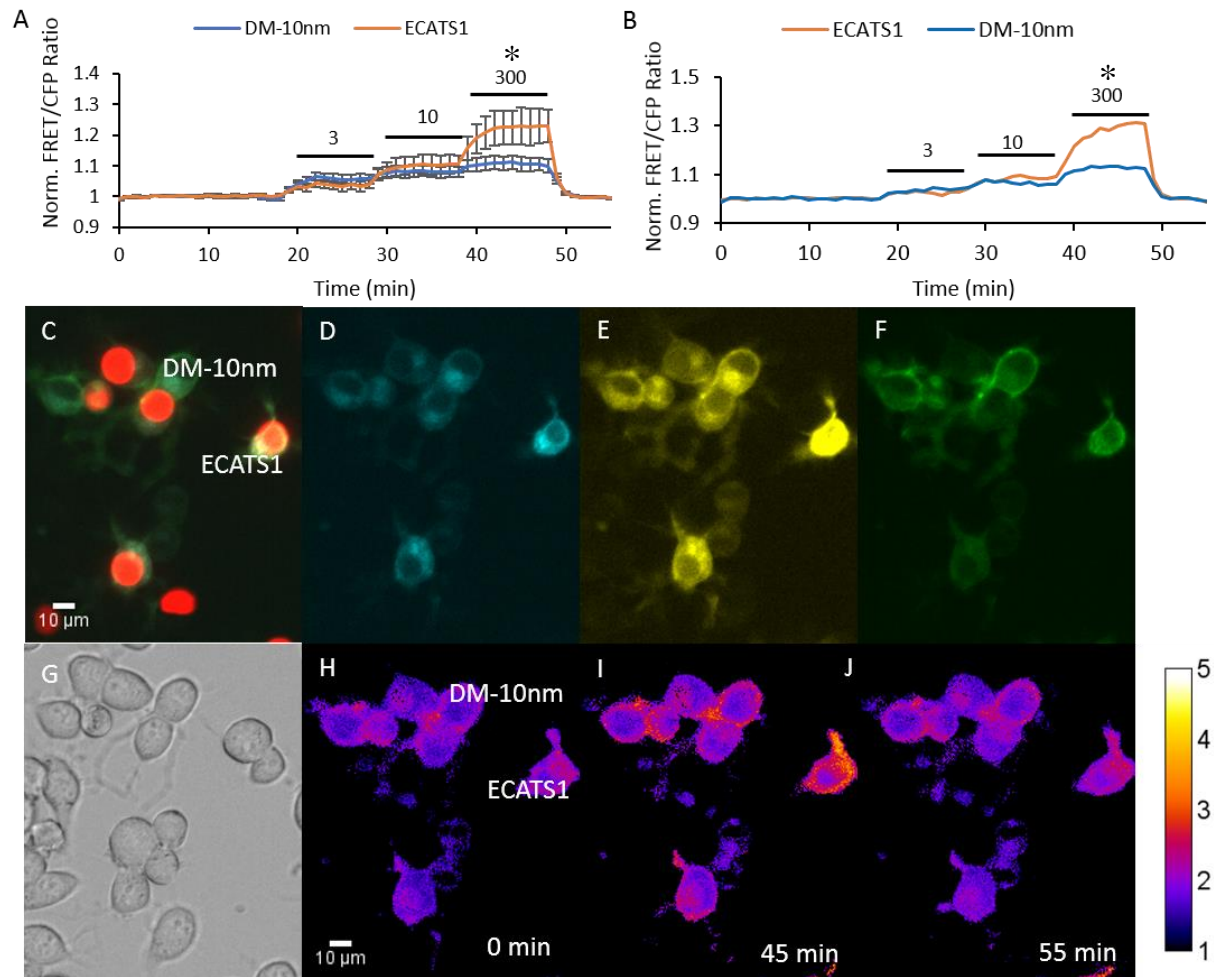 A
DM-10nm ECATS1
Norm. FRET/CFP Ratio
1.4
1.3
1.2
1.1
1
0.9
3
10
*
300
0 10 20 30 40 50
Time (min)
B
ECATS1 DM-10nm
Norm. FRET/CFP Ratio
1.5
1.3
1.1
0.9
3
10
*
300
0 10 20 30 40 50
Time (min)
C
DM-10nm
ECATS1
10 µm
D
E
F
G
H
DM-10nm
ECATS1
10 µm
0 min
I
45 min
J
55 min
5
4
3
2
1